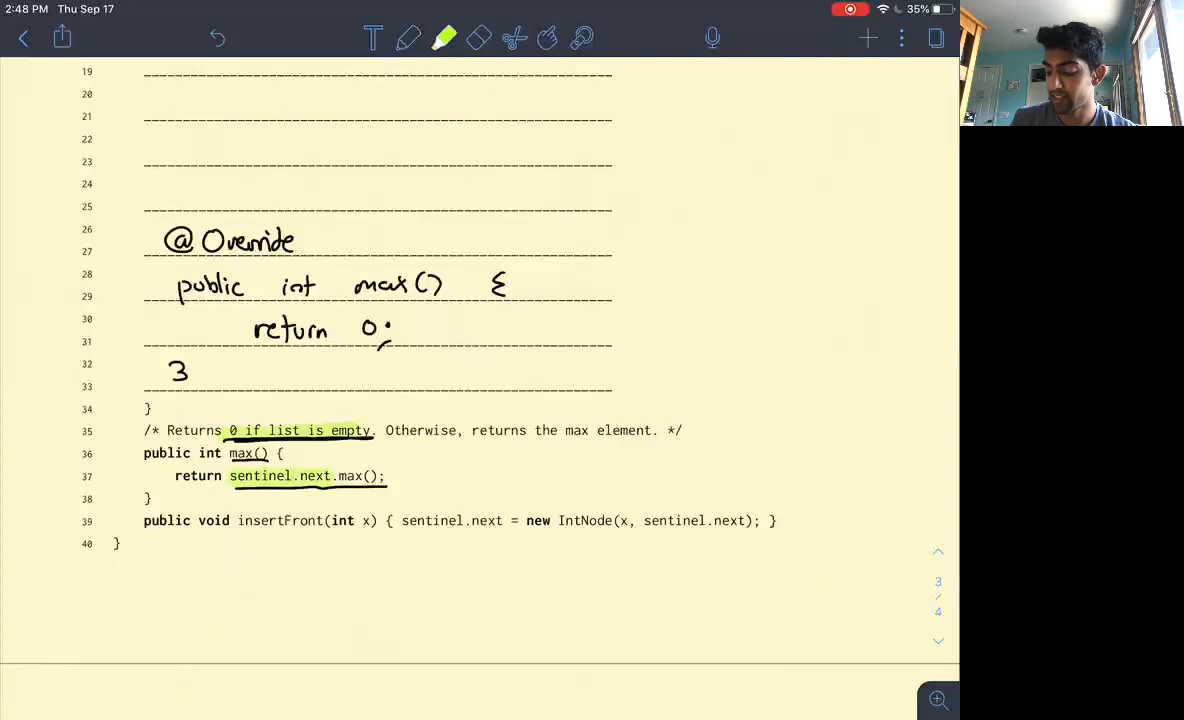 2:48 PM Thu Sep 17
35%
19
20
21
22
23
24
25
26
@Override
27
28
public int max() {
29
30
return 0;
31
32
}
33
34 }
35 /* Returns 0 if list is empty. Otherwise, returns the max element. */
36 public int max() {
37 return sentinel.next.max();
38 }
39 public void insertFront(int x) { sentinel.next = new IntNode(x, sentinel.next); }
40 }
3
/
4